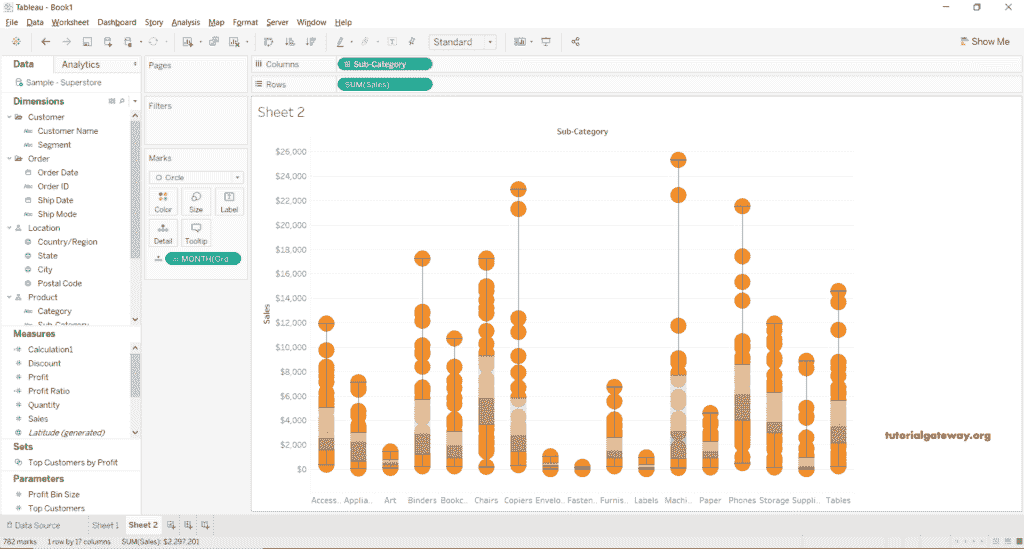 Tableau - Book1
File Data Worksheet Dashboard Story Analysis Map Format Server Window Help
Standard
Show Me
Data Analytics
Sample - Superstore
Dimensions
Customer
Abc Customer Name
Abc Segment
Order
Order Date
Abc Order ID
Ship Date
Abc Ship Mode
Location
Country/Region
State
City
Postal Code
Product
Abc Category
Abc Sub-Category
Measures
Calculation1
Discount
Profit
Profit Ratio
Quantity
Sales
Latitude (generated)
Sets
Top Customers by Profit
Parameters
Profit Bin Size
Top Customers
Pages
Filters
Marks
Circle
Color Size Label
Detail Tooltip
MONTH(Ord
Columns Sub-Category
Rows SUM(Sales)
Sheet 2
Sub-Category
Sales
$26,000
$24,000
$22,000
$20,000
$18,000
$16,000
$14,000
$12,000
$10,000
$8,000
$6,000
$4,000
$2,000
$0
Access.. Applia.. Art Binders Bookc.. Chairs Copiers Envelo.. Fasten.. Furnis.. Labels Machi.. Paper Phones Storage Suppli.. Tables
tutorialgateway.org
Data Source Sheet 1 Sheet 2
782 marks 1 row by 17 columns SUM(Sales): $2,297,201